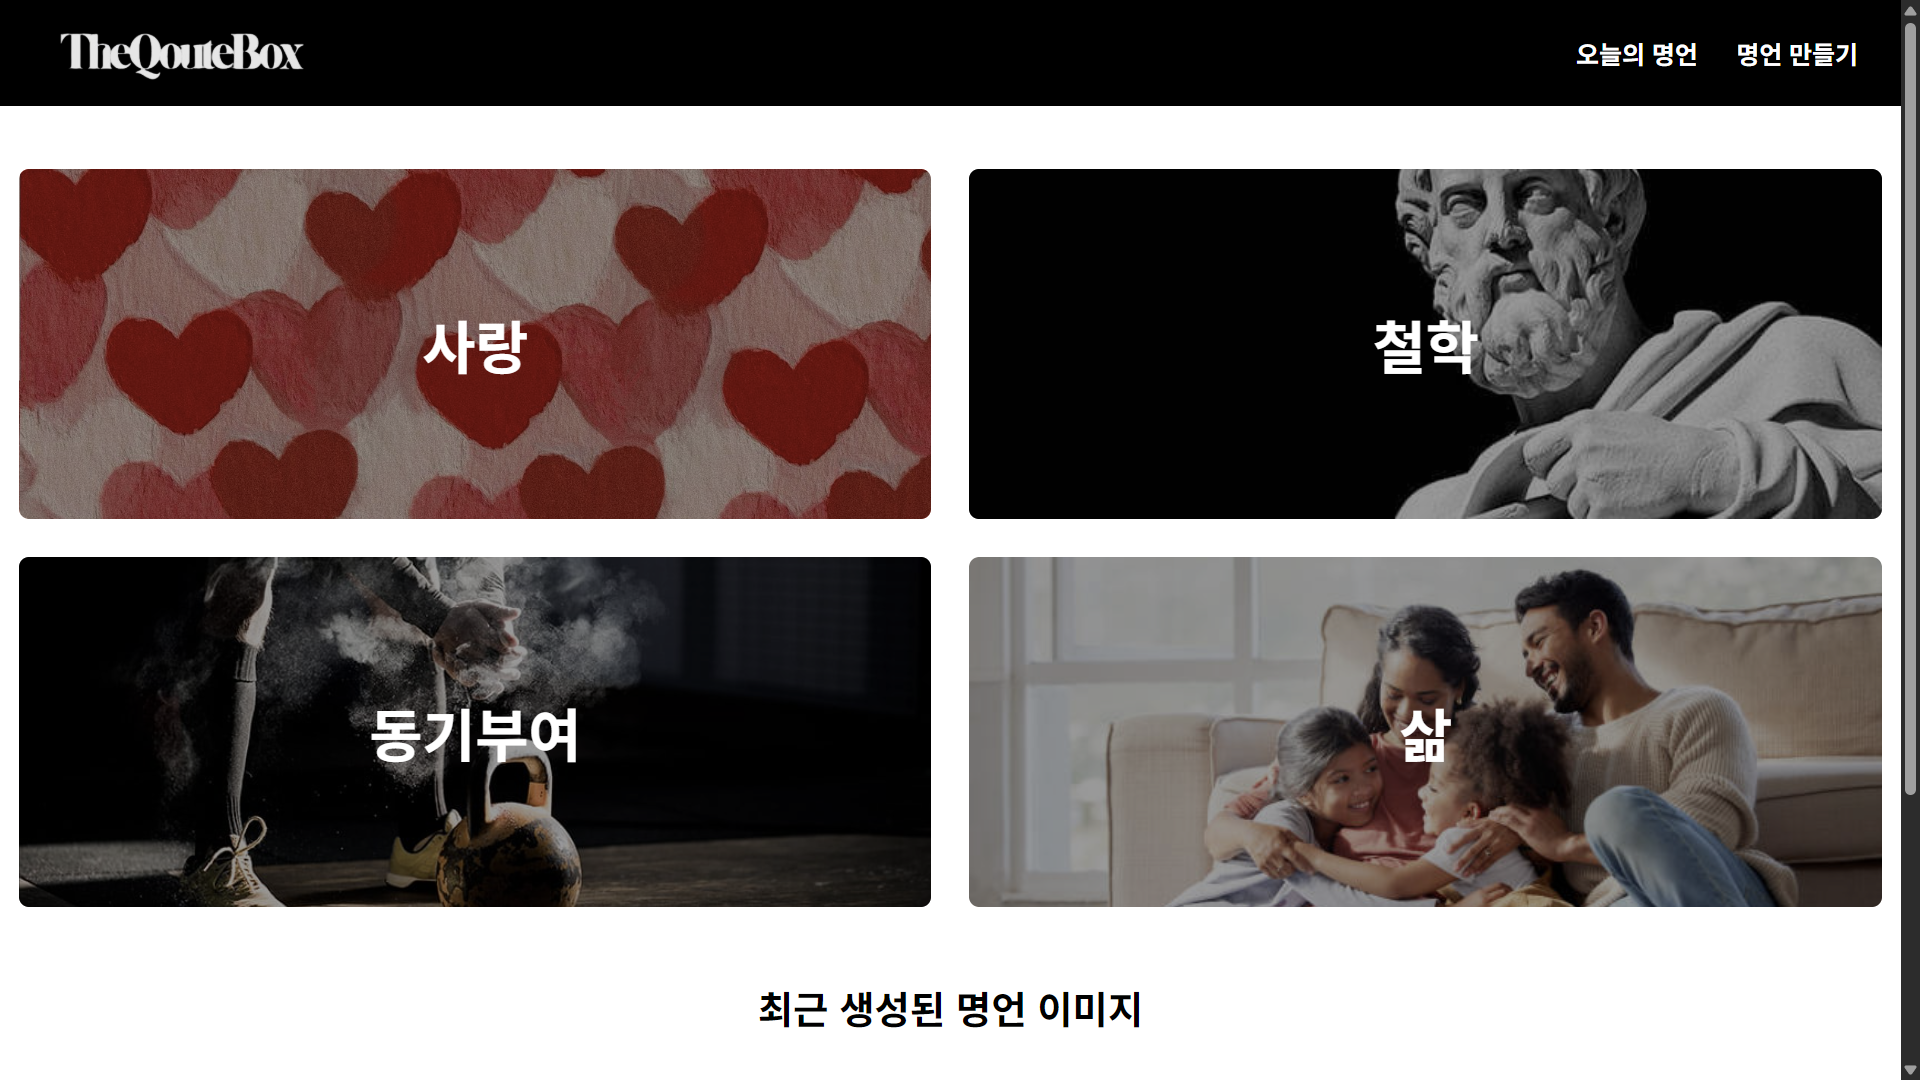 TheQouteBox
오늘의 명언
명언 만들기
사랑
철학
동기부여
삶
최근 생성된 명언 이미지